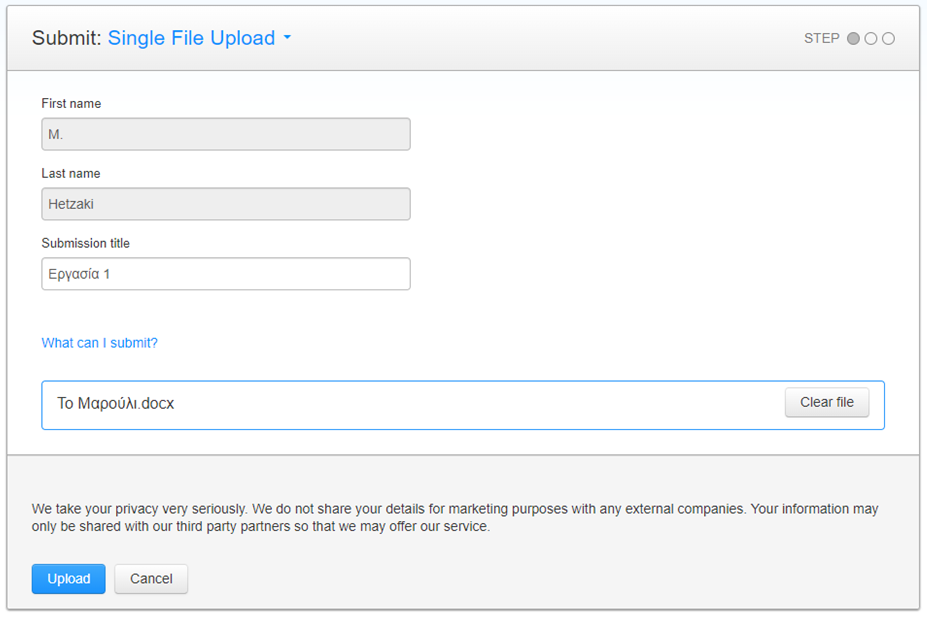 Submit: Single File Upload
STEP
First name
M.
Last name
Hetzaki
Submission title
Εργασία 1
What can I submit?
Το Μαρούλι.docx
Clear file
We take your privacy very seriously. We do not share your details for marketing purposes with any external companies. Your information may
only be shared with our third party partners so that we may offer our service.
Upload
Cancel